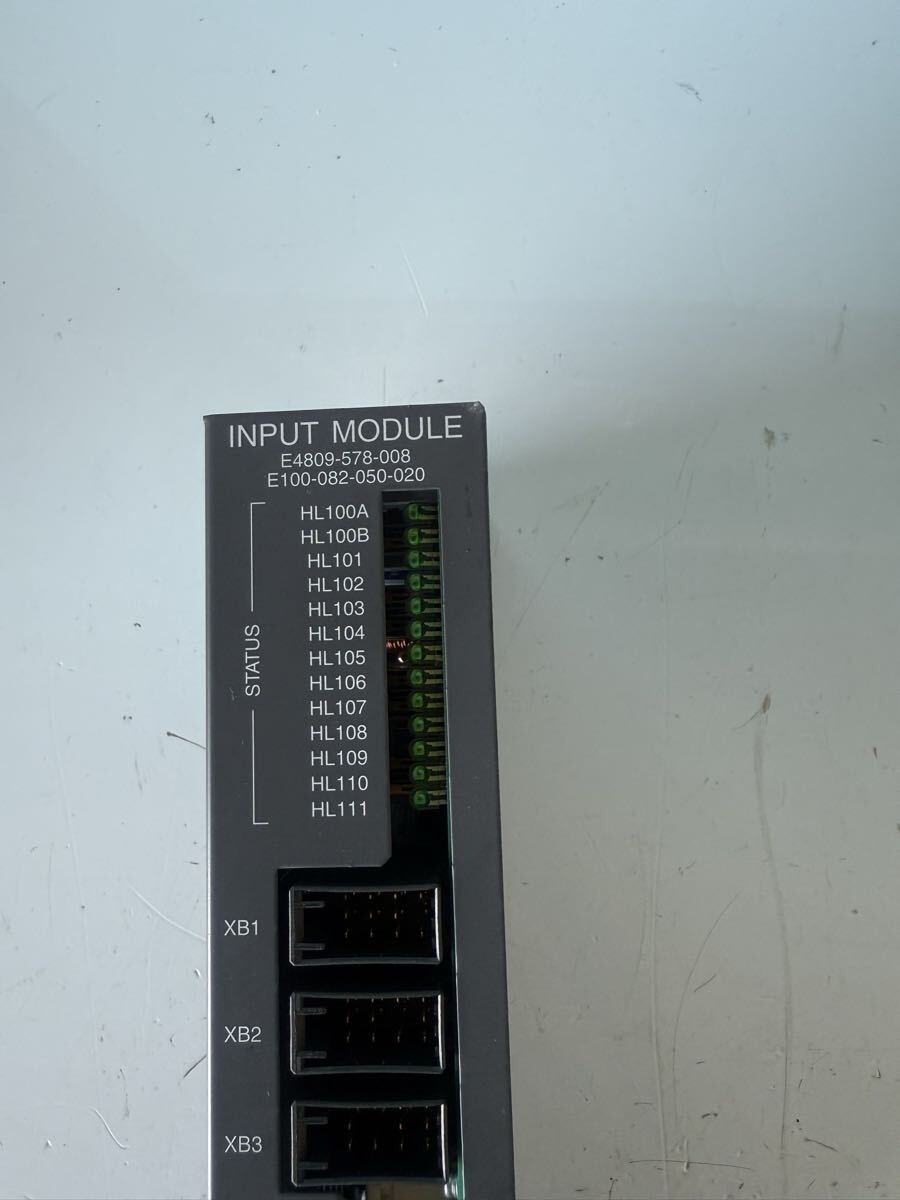 INPUT MODULE
E4809-578-008
E100-082-050-020
STATUS
HL100A
HL100B
HL101
HL102
HL103
HL104
HL105
HL106
HL107
HL108
HL109
HL110
HL111
XB1
XB2
XB3